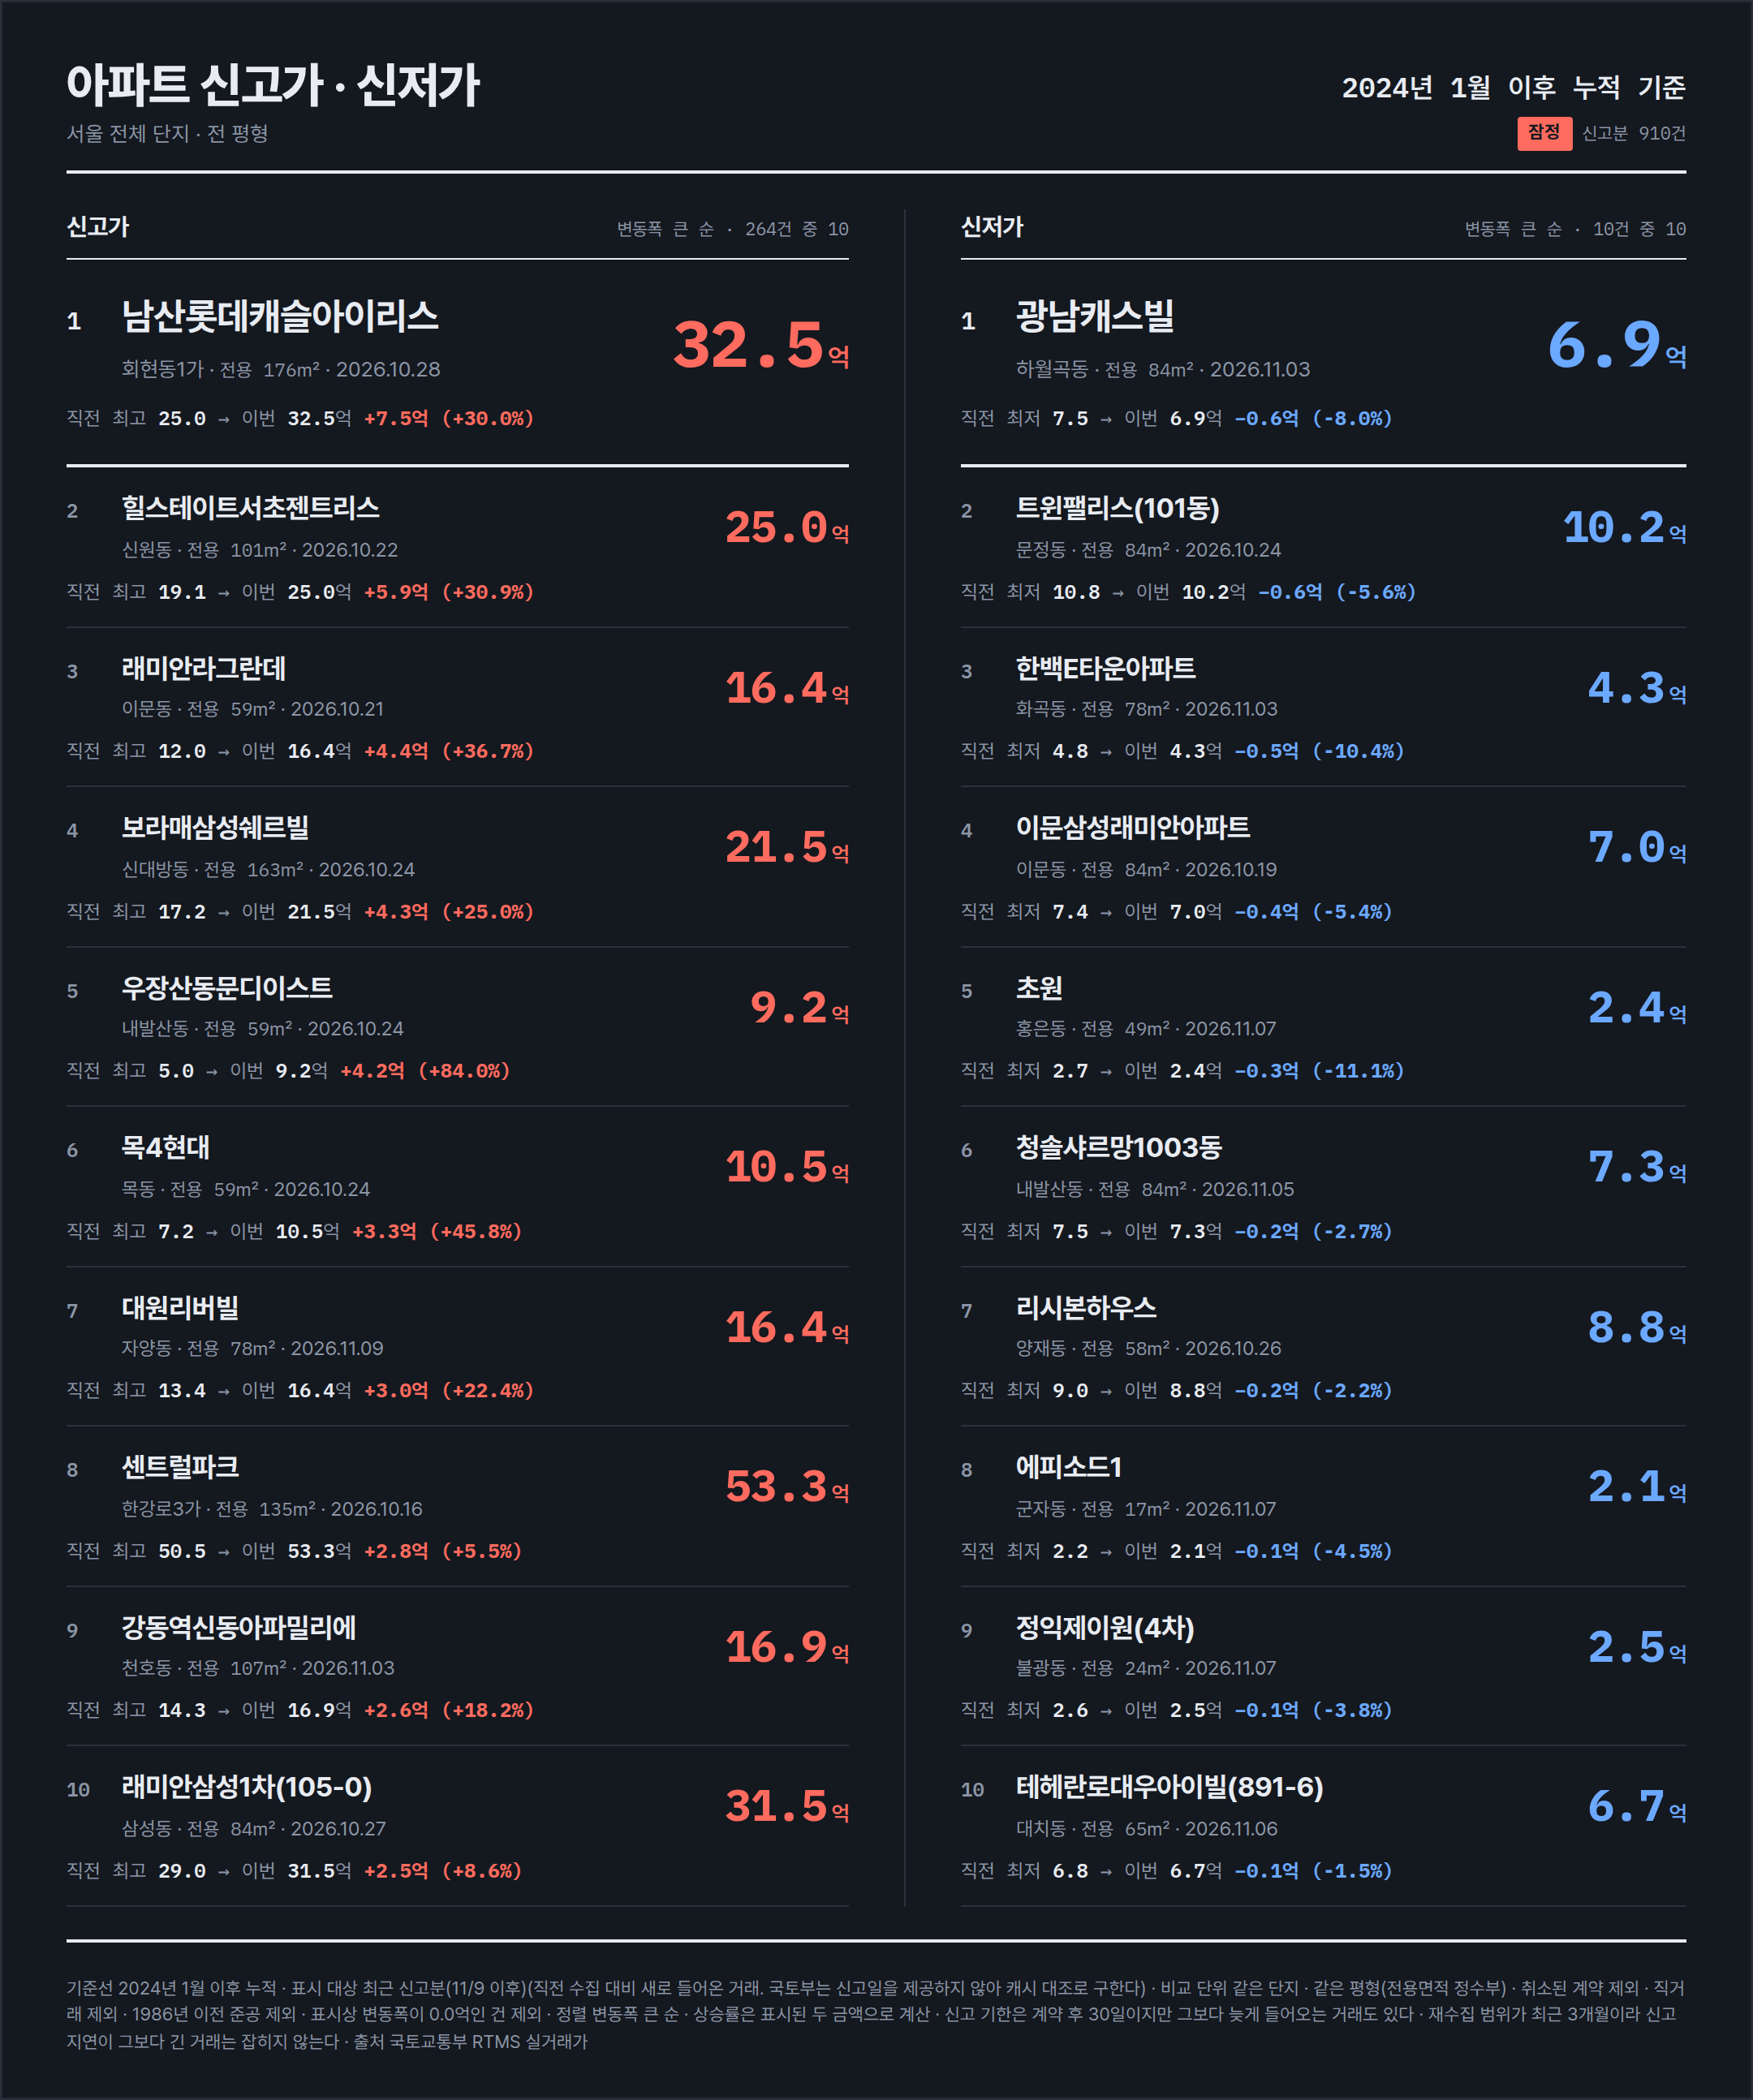 아파트 신고가 · 신저가
2024년 1월 이후 누적 기준
서울 전체 단지 · 전 평형
잠정 신고분 910건
신고가 변동폭 큰 순 · 264건 중 10
1 남산롯데캐슬아이리스 32.5억
회현동1가 · 전용 176m² · 2026.10.28
직전 최고 25.0 → 이번 32.5억 +7.5억 (+30.0%)
2 힐스테이트서초젠트리스 25.0억
신원동 · 전용 101m² · 2026.10.22
직전 최고 19.1 → 이번 25.0억 +5.9억 (+30.9%)
3 래미안라그란데 16.4억
이문동 · 전용 59m² · 2026.10.21
직전 최고 12.0 → 이번 16.4억 +4.4억 (+36.7%)
4 보라매삼성쉐르빌 21.5억
신대방동 · 전용 163m² · 2026.10.24
직전 최고 17.2 → 이번 21.5억 +4.3억 (+25.0%)
5 우장산동문디이스트 9.2억
내발산동 · 전용 59m² · 2026.10.24
직전 최고 5.0 → 이번 9.2억 +4.2억 (+84.0%)
6 목4현대 10.5억
목동 · 전용 59m² · 2026.10.24
직전 최고 7.2 → 이번 10.5억 +3.3억 (+45.8%)
7 대원리버빌 16.4억
자양동 · 전용 78m² · 2026.11.09
직전 최고 13.4 → 이번 16.4억 +3.0억 (+22.4%)
8 센트럴파크 53.3억
한강로3가 · 전용 135m² · 2026.10.16
직전 최고 50.5 → 이번 53.3억 +2.8억 (+5.5%)
9 강동역신동아파밀리에 16.9억
천호동 · 전용 107m² · 2026.11.03
직전 최고 14.3 → 이번 16.9억 +2.6억 (+18.2%)
10 래미안삼성1차(105-0) 31.5억
삼성동 · 전용 84m² · 2026.10.27
직전 최고 29.0 → 이번 31.5억 +2.5억 (+8.6%)
신저가 변동폭 큰 순 · 10건 중 10
1 광남캐스빌 6.9억
하월곡동 · 전용 84m² · 2026.11.03
직전 최저 7.5 → 이번 6.9억 −0.6억 (-8.0%)
2 트윈팰리스(101동) 10.2억
문정동 · 전용 84m² · 2026.10.24
직전 최저 10.8 → 이번 10.2억 −0.6억 (-5.6%)
3 한백E타운아파트 4.3억
화곡동 · 전용 78m² · 2026.11.03
직전 최저 4.8 → 이번 4.3억 −0.5억 (-10.4%)
4 이문삼성래미안아파트 7.0억
이문동 · 전용 84m² · 2026.10.19
직전 최저 7.4 → 이번 7.0억 −0.4억 (-5.4%)
5 초원 2.4억
홍은동 · 전용 49m² · 2026.11.07
직전 최저 2.7 → 이번 2.4억 −0.3억 (-11.1%)
6 청솔샤르망1003동 7.3억
내발산동 · 전용 84m² · 2026.11.05
직전 최저 7.5 → 이번 7.3억 −0.2억 (-2.7%)
7 리시본하우스 8.8억
양재동 · 전용 58m² · 2026.10.26
직전 최저 9.0 → 이번 8.8억 −0.2억 (-2.2%)
8 에피소드1 2.1억
군자동 · 전용 17m² · 2026.11.07
직전 최저 2.2 → 이번 2.1억 −0.1억 (-4.5%)
9 정익제이원(4차) 2.5억
불광동 · 전용 24m² · 2026.11.07
직전 최저 2.6 → 이번 2.5억 −0.1억 (-3.8%)
10 테헤란로대우아이빌(891-6) 6.7억
대치동 · 전용 65m² · 2026.11.06
직전 최저 6.8 → 이번 6.7억 −0.1억 (-1.5%)
기준선 2024년 1월 이후 누적 · 표시 대상 최근 신고분(11/9 이후)(직전 수집 대비 새로 들어온 거래. 국토부는 신고일을 제공하지 않아 캐시 대조로 구한다) · 비교 단위 같은 단지 · 같은 평형(전용면적 정수부) · 취소된 계약 제외 · 직거
래 제외 · 1986년 이전 준공 제외 · 표시상 변동폭이 0.0억인 건 제외 · 정렬 변동폭 큰 순 · 상승률은 표시된 두 금액으로 계산 · 신고 기한은 계약 후 30일이지만 그보다 늦게 들어오는 거래도 있다 · 재수집 범위가 최근 3개월이라 신고
지연이 그보다 긴 거래는 잡히지 않는다 · 출처 국토교통부 RTMS 실거래가